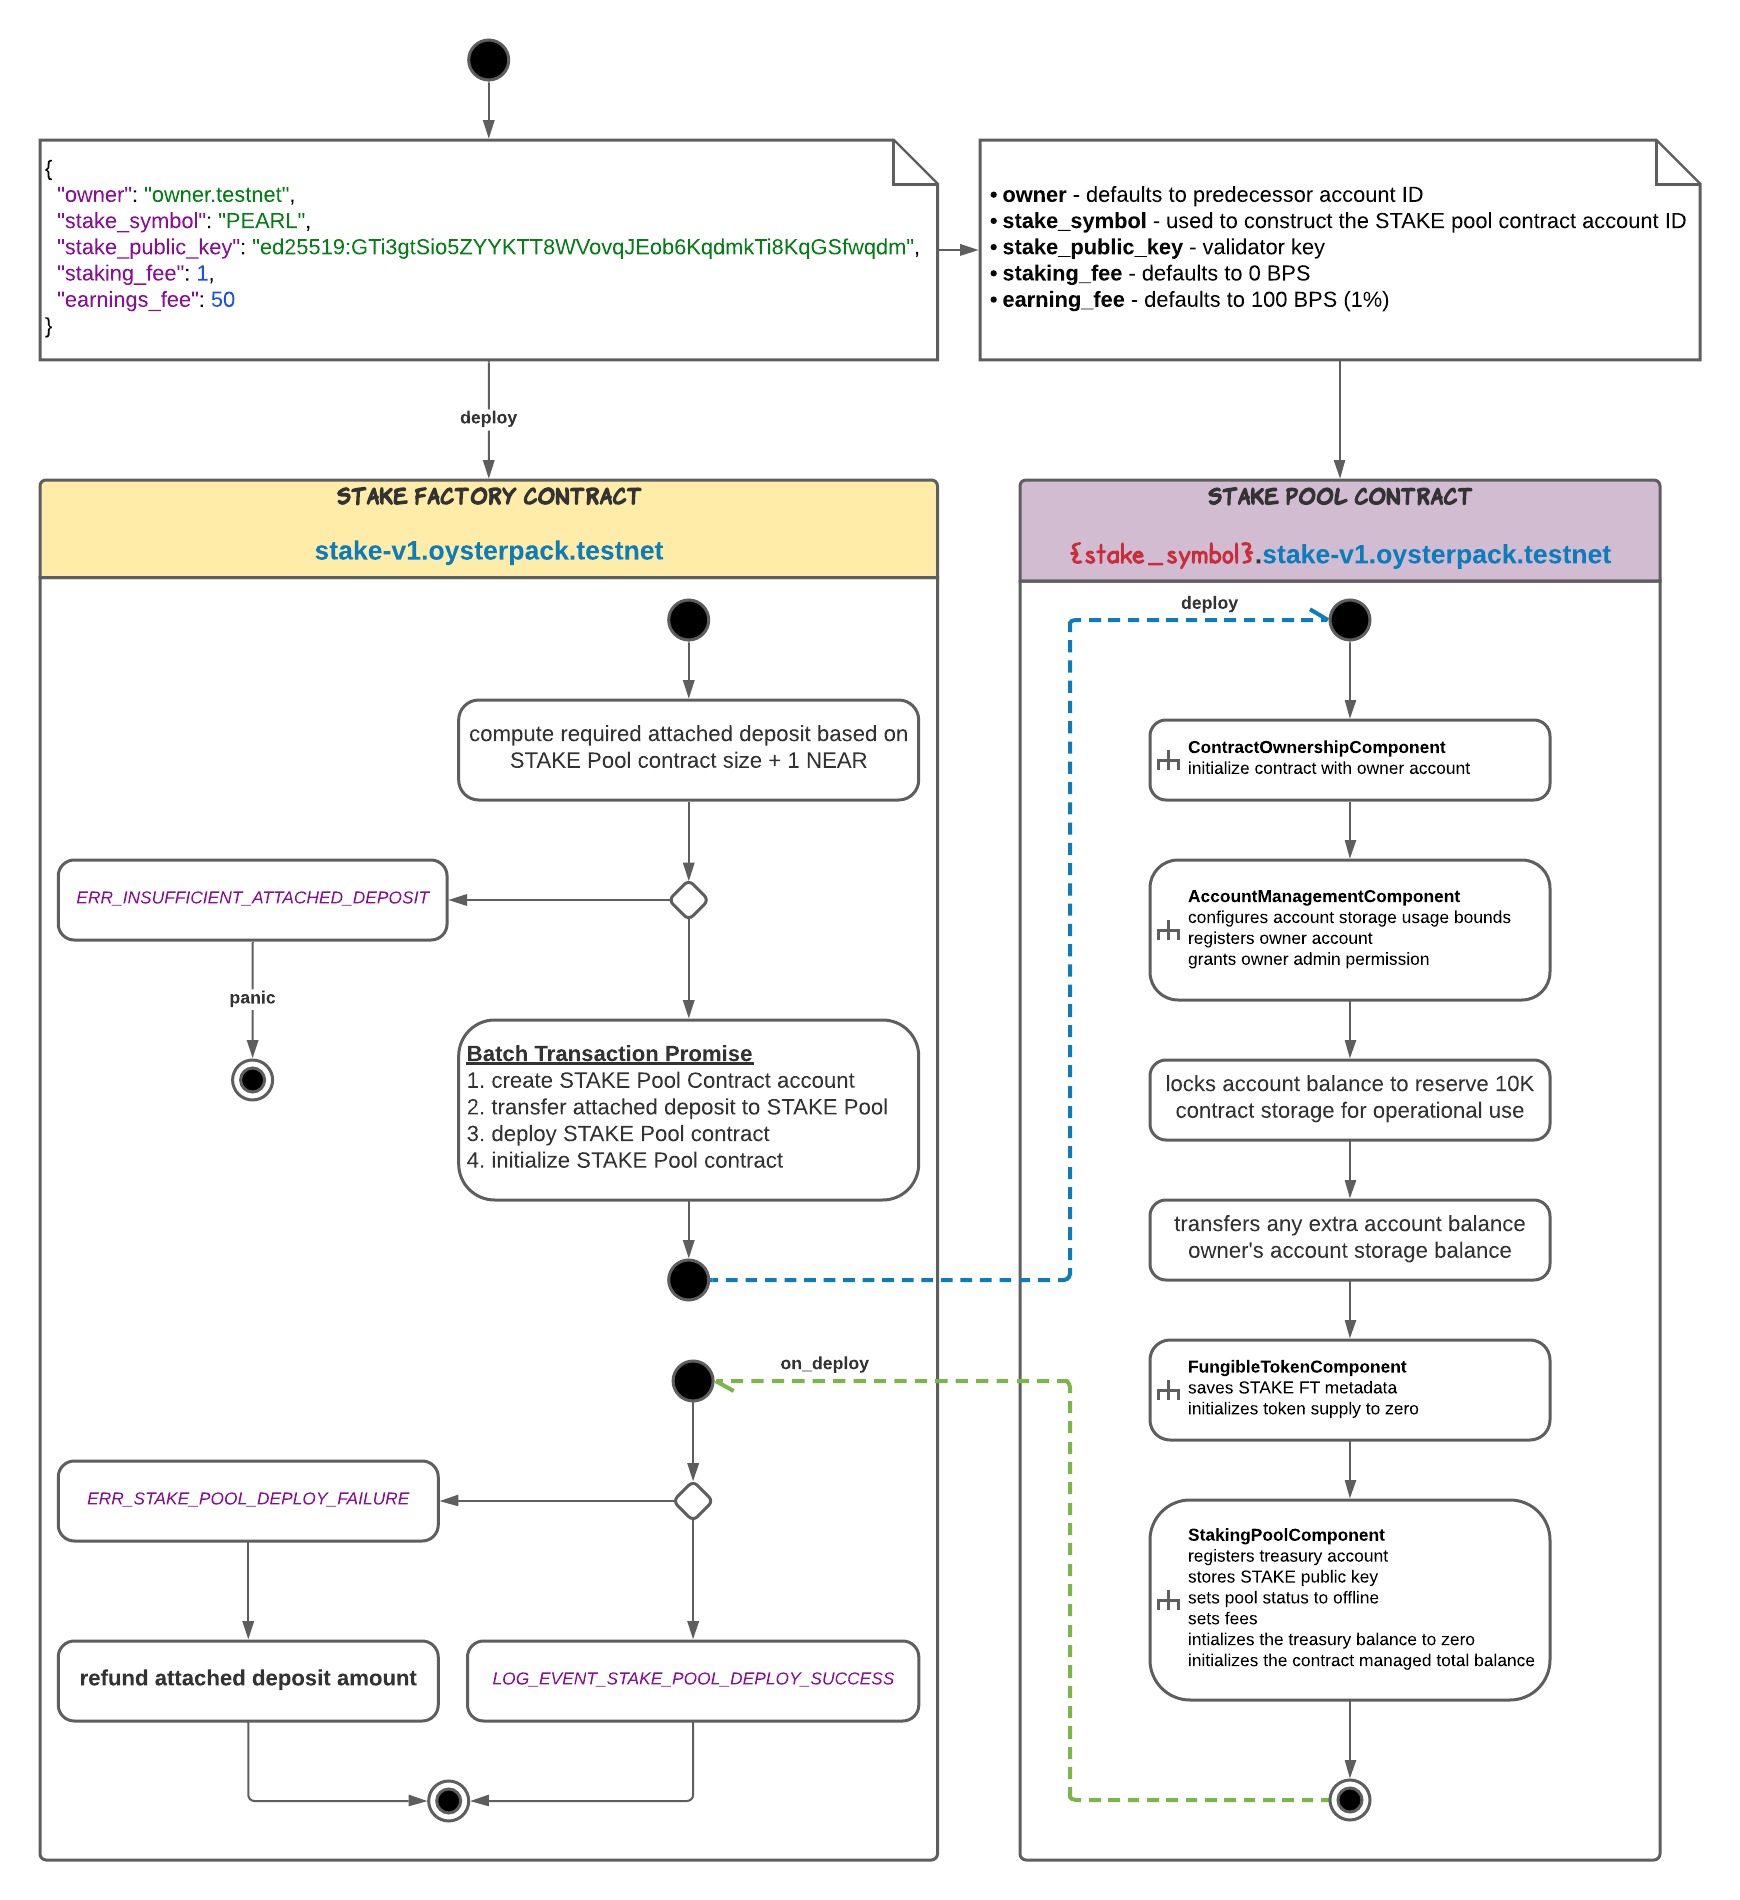 {
"owner": "owner.testnet",
"stake_symbol": "PEARL",
"stake_public_key": "ed25519:GTi3gtSio5ZYYKTT8WVovqJEob6KqdmkTi8KqGSfwqdm",
"staking_fee": 1,
"earnings_fee": 50
}
• owner - defaults to predecessor account ID
• stake_symbol - used to construct the STAKE pool contract account ID
• stake_public_key - validator key
• staking_fee - defaults to 0 BPS
• earning_fee - defaults to 100 BPS (1%)
deploy
STAKE FACTORY CONTRACT
stake-v1.oysterpack.testnet
compute required attached deposit based on
STAKE Pool contract size + 1 NEAR
ERR_INSUFFICIENT_ATTACHED_DEPOSIT
panic
Batch Transaction Promise
1. create STAKE Pool Contract account
2. transfer attached deposit to STAKE Pool
3. deploy STAKE Pool contract
4. initialize STAKE Pool contract
on_deploy
ERR_STAKE_POOL_DEPLOY_FAILURE
refund attached deposit amount
LOG_EVENT_STAKE_POOL_DEPLOY_SUCCESS
STAKE POOL CONTRACT
{stake_symbol}.stake-v1.oysterpack.testnet
deploy
ContractOwnershipComponent
initialize contract with owner account
AccountManagementComponent
configures account storage usage bounds
registers owner account
grants owner admin permission
locks account balance to reserve 10K
contract storage for operational use
transfers any extra account balance
owner's account storage balance
FungibleTokenComponent
saves STAKE FT metadata
initializes token supply to zero
StakingPoolComponent
registers treasury account
stores STAKE public key
sets pool status to offline
sets fees
intializes the treasury balance to zero
initializes the contract managed total balance